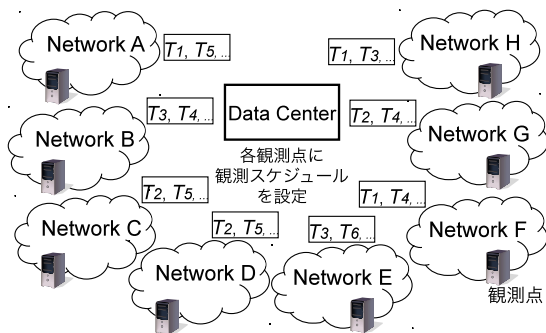 Network A
T1, T5, ...
Network H
T1, T3, ...
Network B
T3, T4, ...
Data Center
T2, T4, ...
Network G
各観測点に
観測スケジュール
を設定
Network C
T2, T5, ...
T1, T4, ...
Network F
T2, T5, ...
T3, T6, ...
Network D
Network E
観測点